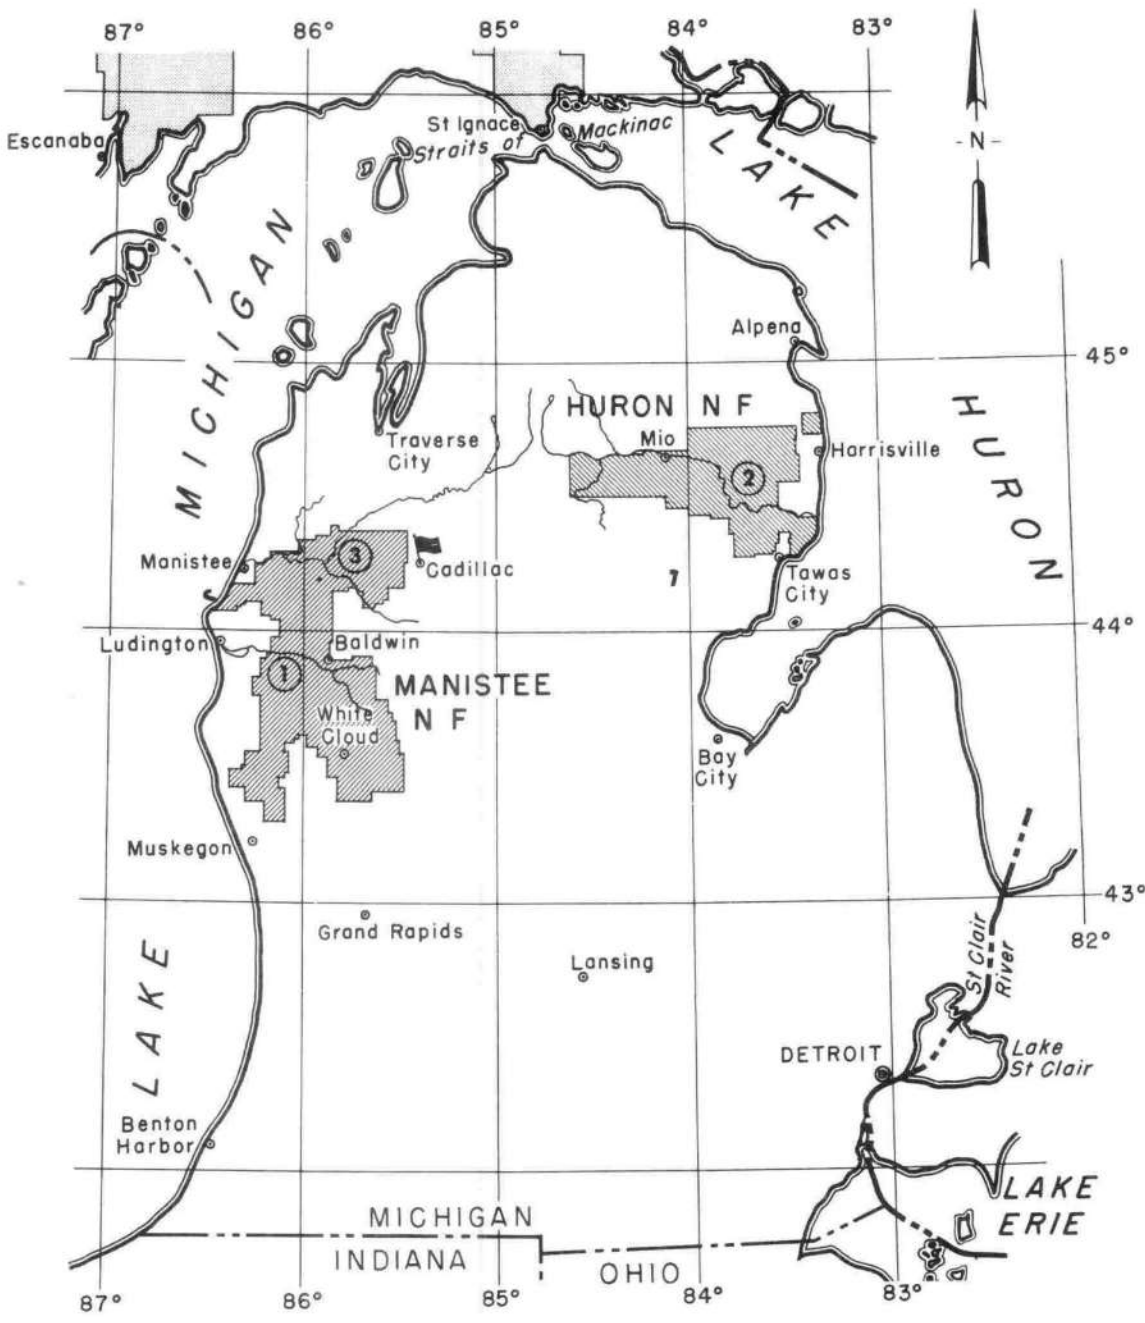 87°
86°
85°
84°
83°
Escanaba
St Ignace
Straits of
Mackinac
LAKE
HURON
- N -
LAKE
MICHIGAN
Alpena
45°
HURON N F
Mio
2
Harrisville
Traverse
City
Manistee
3
Cadillac
7
Tawas
City
Ludington
Baldwin
44°
1
MANISTEE
N F
White
Cloud
Bay
City
Muskegon
43°
82°
Grand Rapids
Lansing
St Clair
River
DETROIT
Lake
St Clair
Benton
Harbor
LAKE
ERIE
MICHIGAN
INDIANA
OHIO
87°
86°
85°
84°
83°